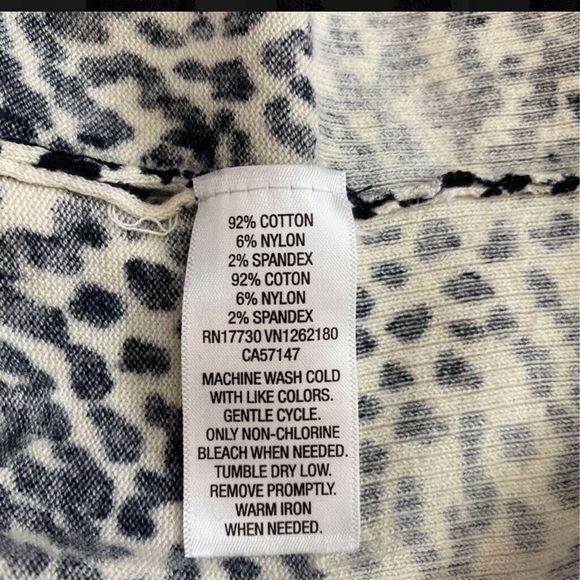 92% COTTON
6% NYLON
2% SPANDEX
92% COTON
6% NYLON
2% SPANDEX
RN17730 VN1262180
CA57147
MACHINE WASH COLD
WITH LIKE COLORS.
GENTLE CYCLE.
ONLY NON-CHLORINE
BLEACH WHEN NEEDED.
TUMBLE DRY LOW.
REMOVE PROMPTLY.
WARM IRON
WHEN NEEDED.